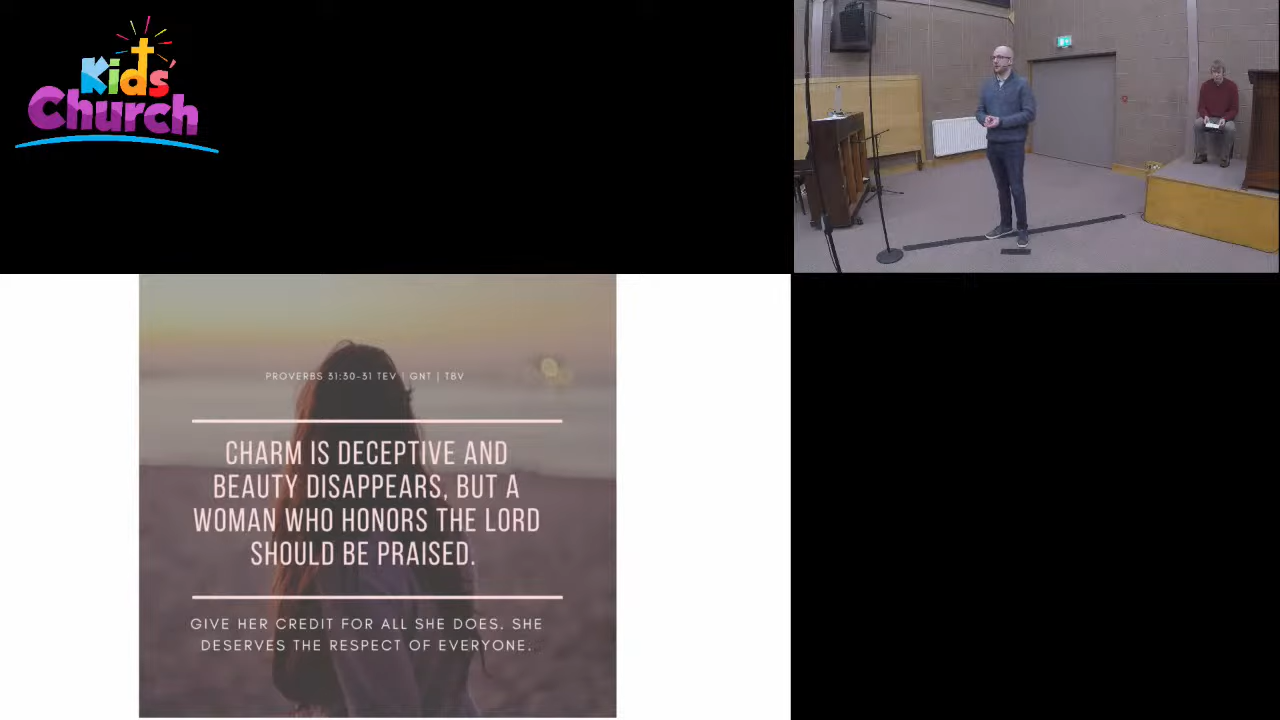 Kids'
Church
PROVERBS 31:30-31 TEV | GNT | TBV
CHARM IS DECEPTIVE AND
BEAUTY DISAPPEARS, BUT A
WOMAN WHO HONORS THE LORD
SHOULD BE PRAISED.
GIVE HER CREDIT FOR ALL SHE DOES. SHE
DESERVES THE RESPECT OF EVERYONE.